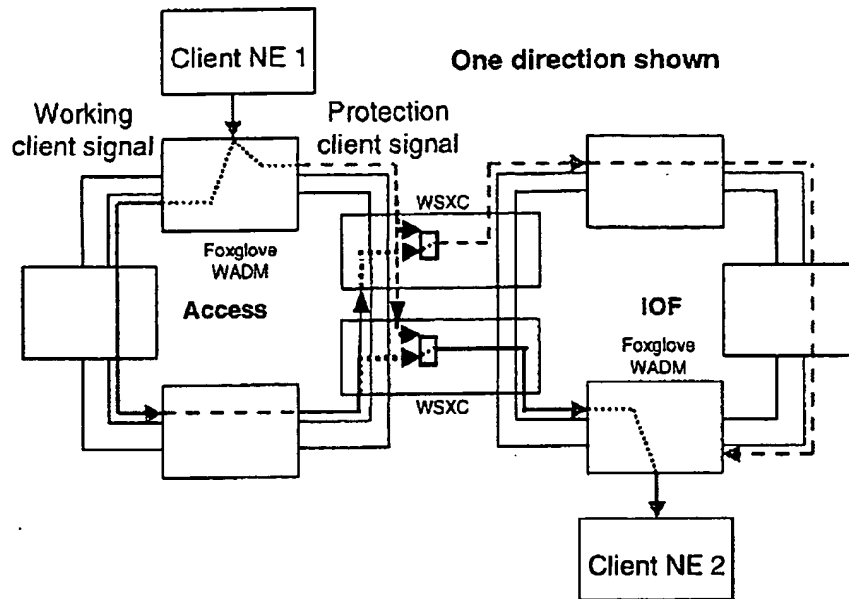 Client NE 1
One direction shown
Working
client signal
Protection
client signal
WSXC
Foxglove
WADM
Access
IOF
Foxglove
WADM
WSXC
Client NE 2